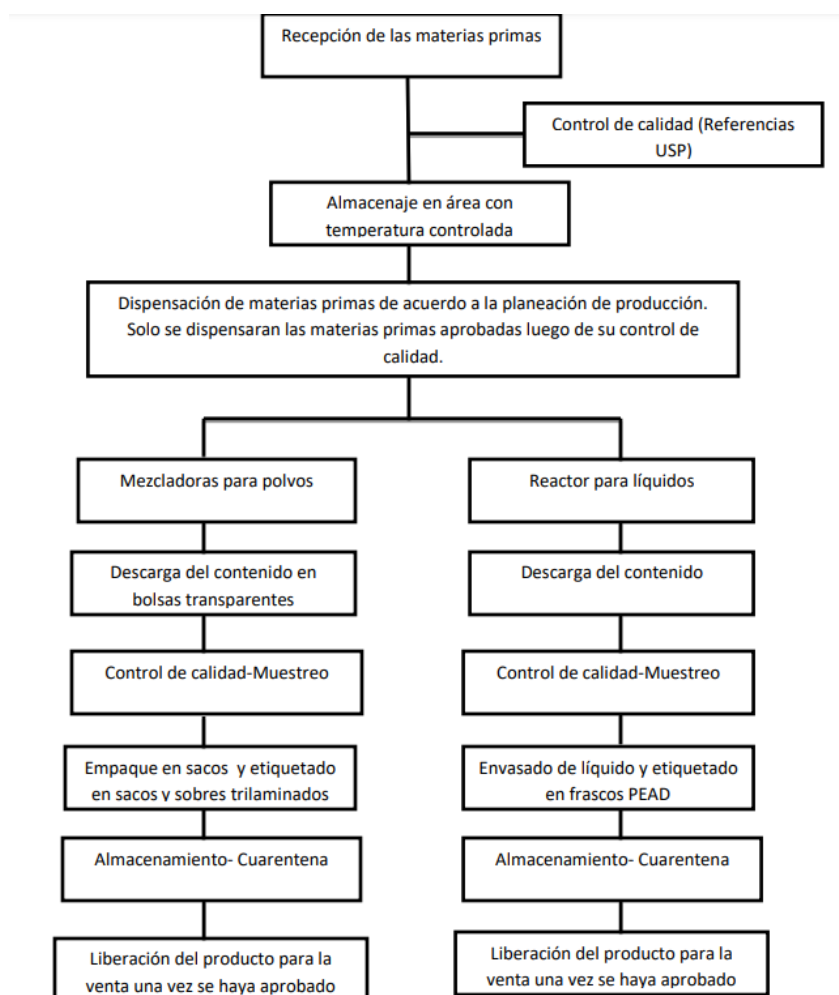 Recepción de las materias primas
Control de calidad (Referencias
USP)
Almacenaje en área con
temperatura controlada
Dispensación de materias primas de acuerdo a la planeación de producción.
Solo se dispensaran las materias primas aprobadas luego de su control de
calidad.
Mezcladoras para polvos
Descarga del contenido en
bolsas transparentes
Control de calidad-Muestreo
Empaque en sacos y etiquetado
en sacos y sobres trilaminados
Almacenamiento- Cuarentena
Liberación del producto para la
venta una vez se haya aprobado
Reactor para líquidos
Descarga del contenido
Control de calidad-Muestreo
Envasado de líquido y etiquetado
en frascos PEAD
Almacenamiento- Cuarentena
Liberación del producto para la
venta una vez se haya aprobado